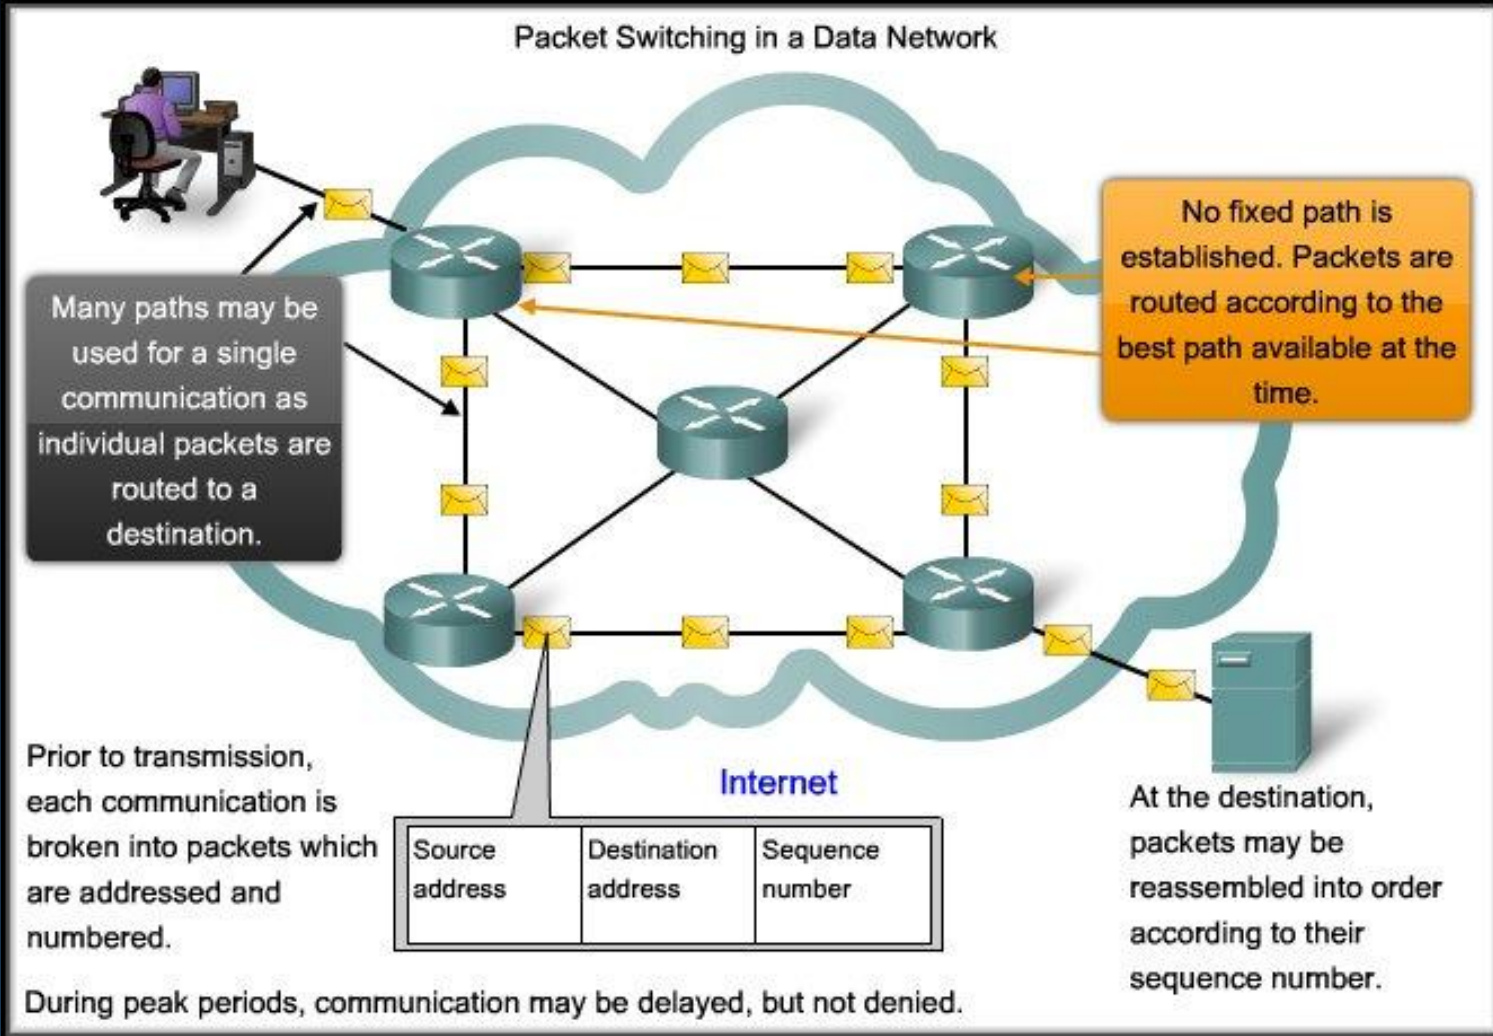 Packet Switching in a Data Network
No fixed path is
established. Packets are
routed according to the
best path available at the
time.
Many paths may be
used for a single
communication as
individual packets are
routed to a
destination.
Prior to transmission,
each communication is
broken into packets which
are addressed and
numbered.
Internet
Source
address
Destination
address
Sequence
number
At the destination,
packets may be
reassembled into order
according to their
sequence number.
During peak periods, communication may be delayed, but not denied.